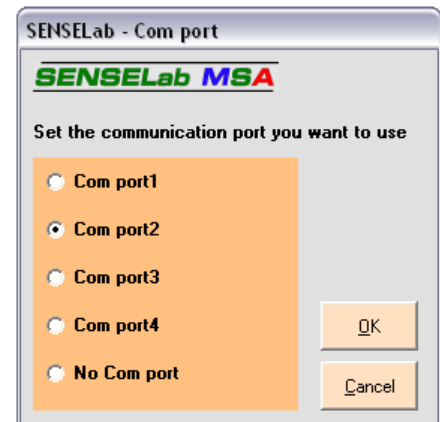 SENSELab - Com port
SENSELab MSA
Set the communication port you want to use
Com port1
Com port2
Com port3
Com port4
No Com port
OK
Cancel